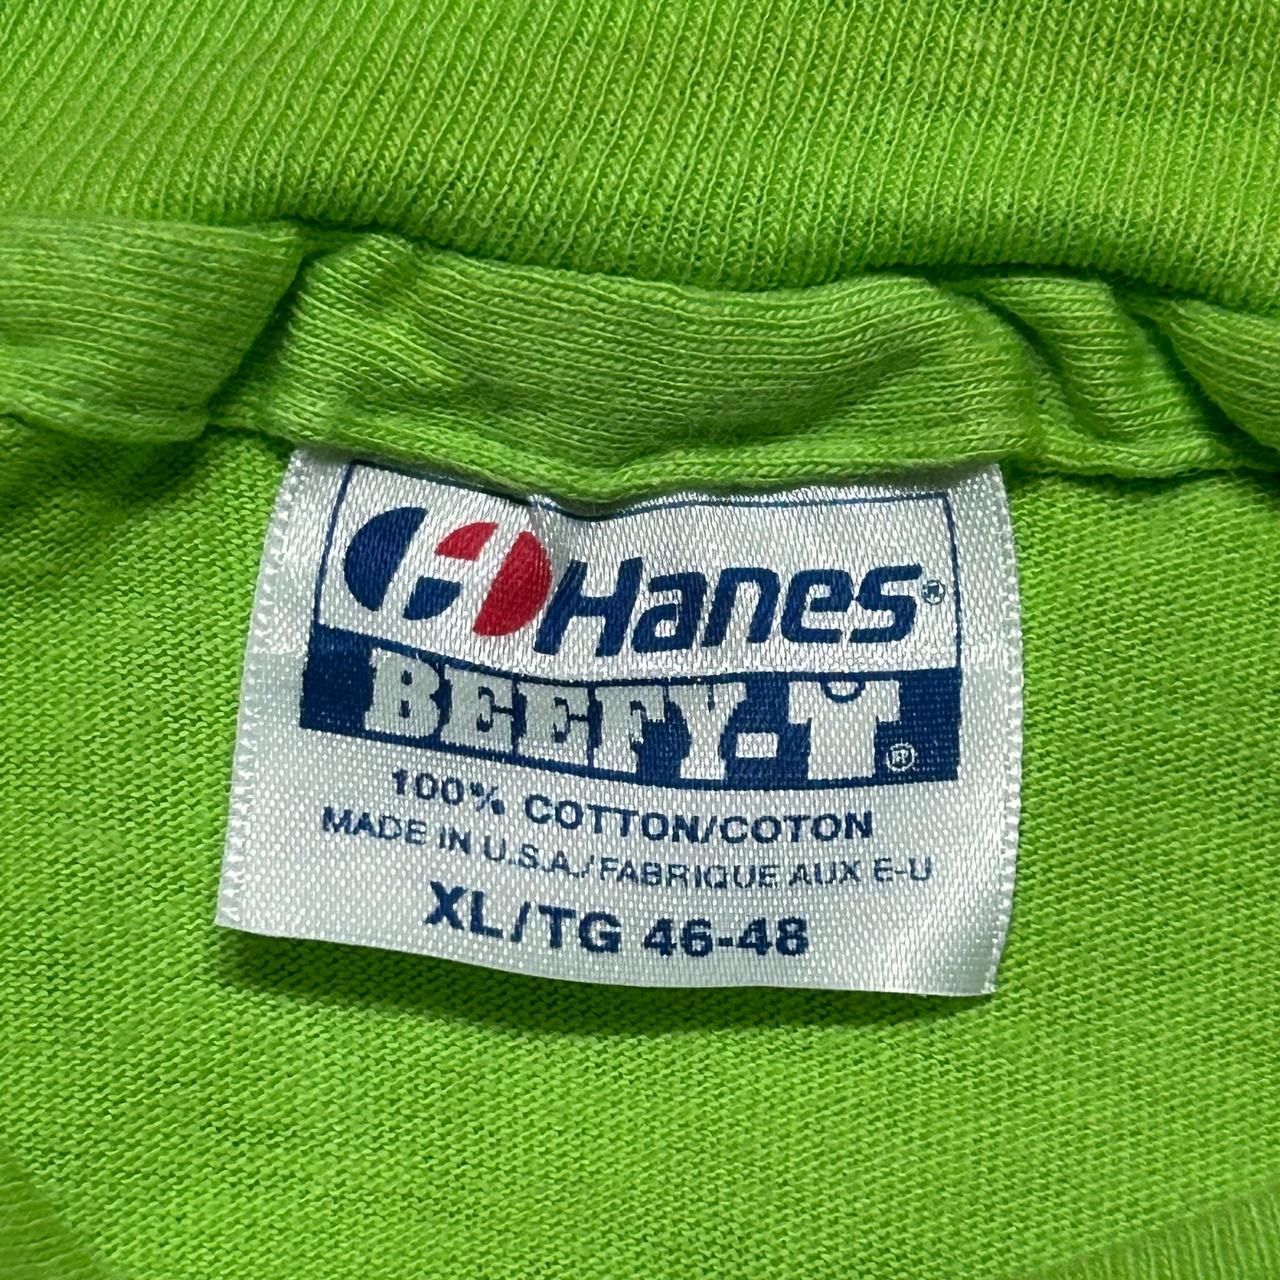 Hanes®
BEEFY-T®
100% COTTON/COTON
MADE IN U.S.A./FABRIQUE AUX E-U
XL/TG 46-48